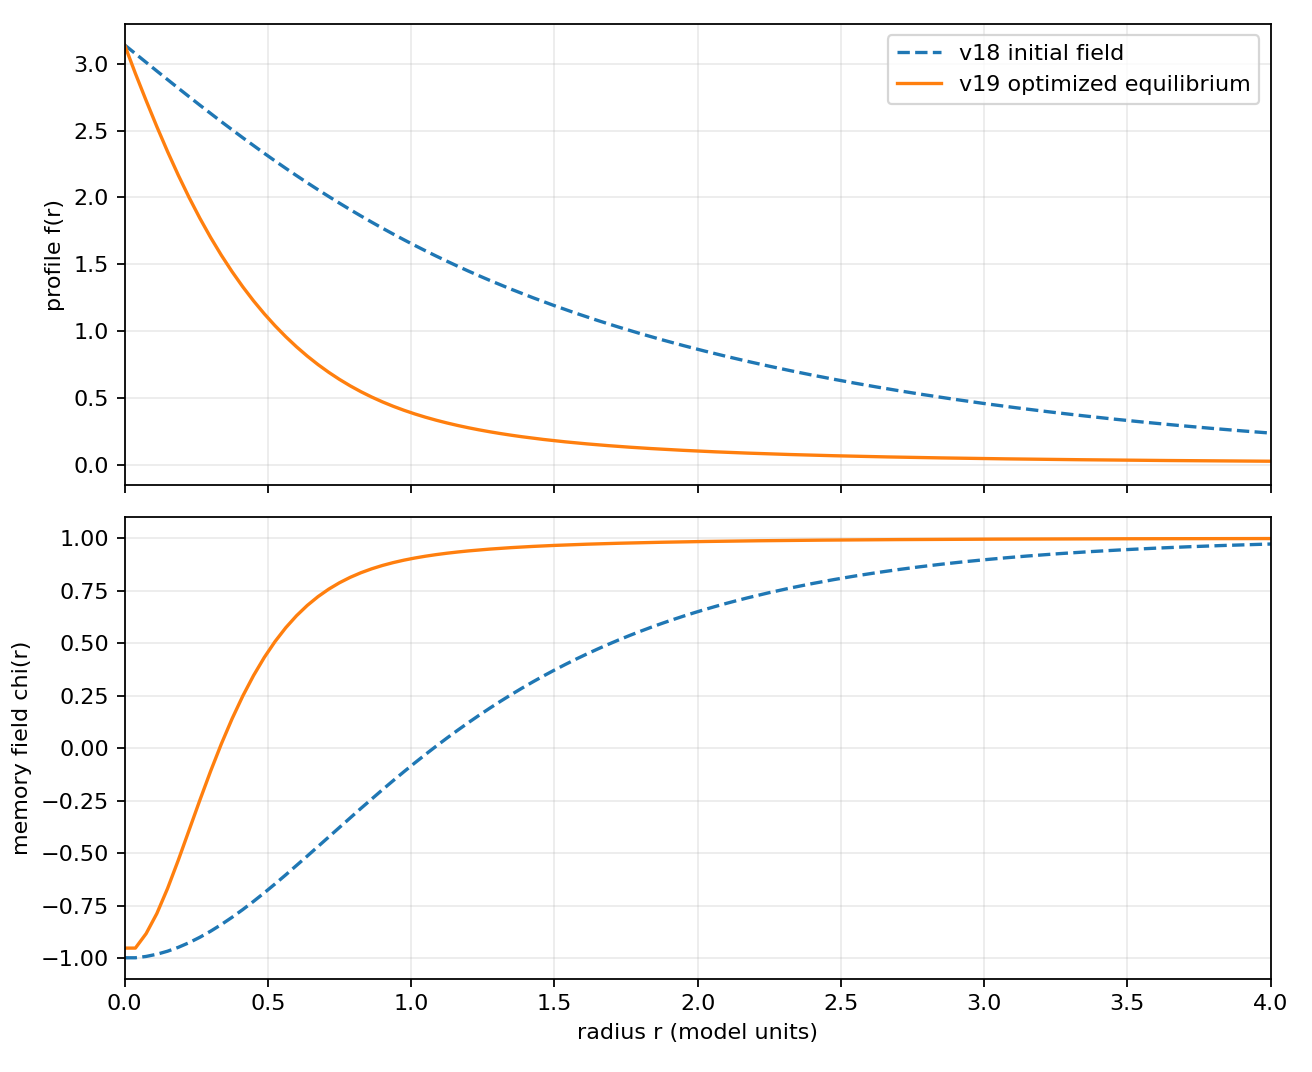 v18 initial field
v19 optimized equilibrium
3.0
2.5
2.0
1.5
1.0
0.5
0.0
profile f(r)
1.00
0.75
0.50
0.25
0.00
−0.25
−0.50
−0.75
−1.00
memory field chi(r)
0.0 0.5 1.0 1.5 2.0 2.5 3.0 3.5 4.0
radius r (model units)